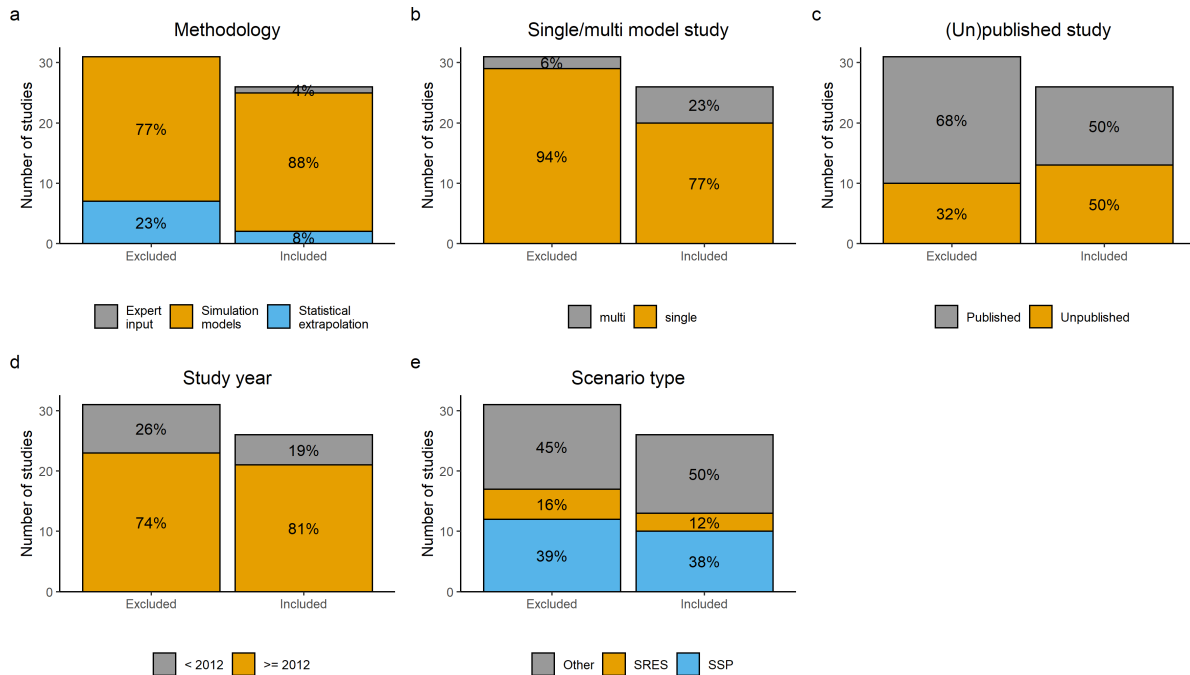 a
Methodology
Number of studies
30
20
10
0
77%
23%
4%
88%
8%
Excluded
Included
Expert
input
Simulation
models
Statistical
extrapolation
b
Single/multi model study
Number of studies
30
20
10
0
6%
94%
23%
77%
Excluded
Included
multi
single
c
(Un)published study
Number of studies
30
20
10
0
68%
32%
50%
50%
Excluded
Included
Published
Unpublished
d
Study year
Number of studies
30
20
10
0
26%
74%
19%
81%
Excluded
Included
< 2012
>= 2012
e
Scenario type
Number of studies
30
20
10
0
45%
16%
39%
50%
12%
38%
Excluded
Included
Other
SRES
SSP